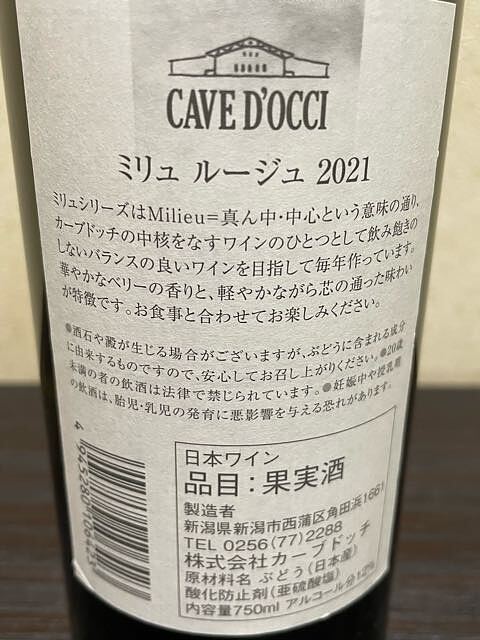 CAVE D'OCCI
ミリュ ルージュ 2021
ミリュシリーズはMilieu=真ん中・中心という意味の通り、
カーブドッチの中核をなすワインのひとつとして飲み飽きの
しないバランスの良いワインを目指して毎年作っています。
華やかなベリーの香りと、軽やかながら芯の通った味わい
が特徴です。お食事と合わせてお楽しみください。
●酒石や澱が生じる場合がございますが、ぶどうに含まれる成分
に由来するものですので、安心してお召し上がりください。●20歳
未満の者の飲酒は法律で禁じられています。●妊娠中や授乳期
の飲酒は、胎児・乳児の発育に悪影響を与える恐れがあります。
日本ワイン
品目:果実酒
製造者
新潟県新潟市西蒲区角田浜1661
TEL 0256(77)2288
株式会社カーブドッチ
原材料名 ぶどう(日本産)
酸化防止剤(亜硫酸塩)
内容量750ml アルコール分12%